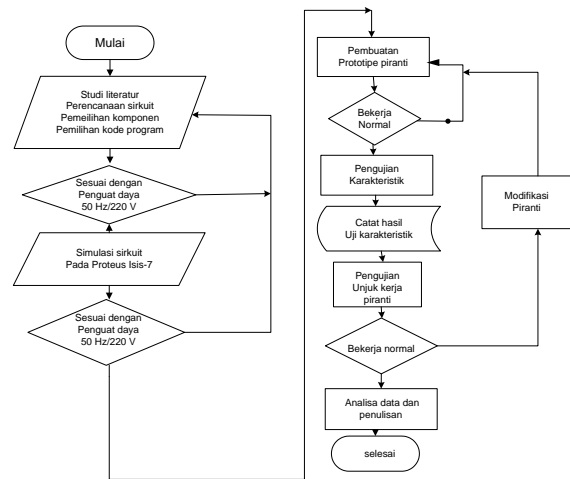 Mulai
Studi literatur
Perencanaan sirkuit
Pemeilihan komponen
Pemilihan kode program
Sesuai dengan
Penguat daya
50 Hz/220 V
Simulasi sirkuit
Pada Proteus Isis-7
Sesuai dengan
Penguat daya
50 Hz/220 V
Pembuatan
Prototipe piranti
Bekerja
Normal
Pengujian
Karakteristik
Catat hasil
Uji karakteristik
Pengujian
Unjuk kerja
piranti
Bekerja normal
Modifikasi
Piranti
Analisa data dan
penulisan
selesai